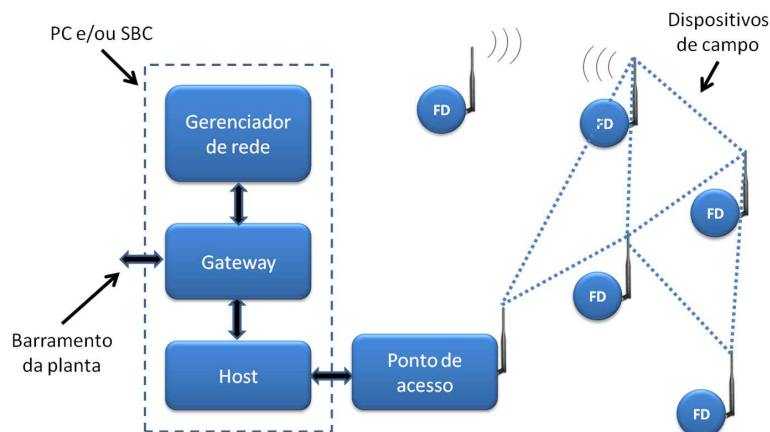 PC e/ou SBC
Dispositivos
de campo
Gerenciador
de rede
FD
FD
FD
Gateway
FD
Barramento
da planta
Host
Ponto de
acesso
FD